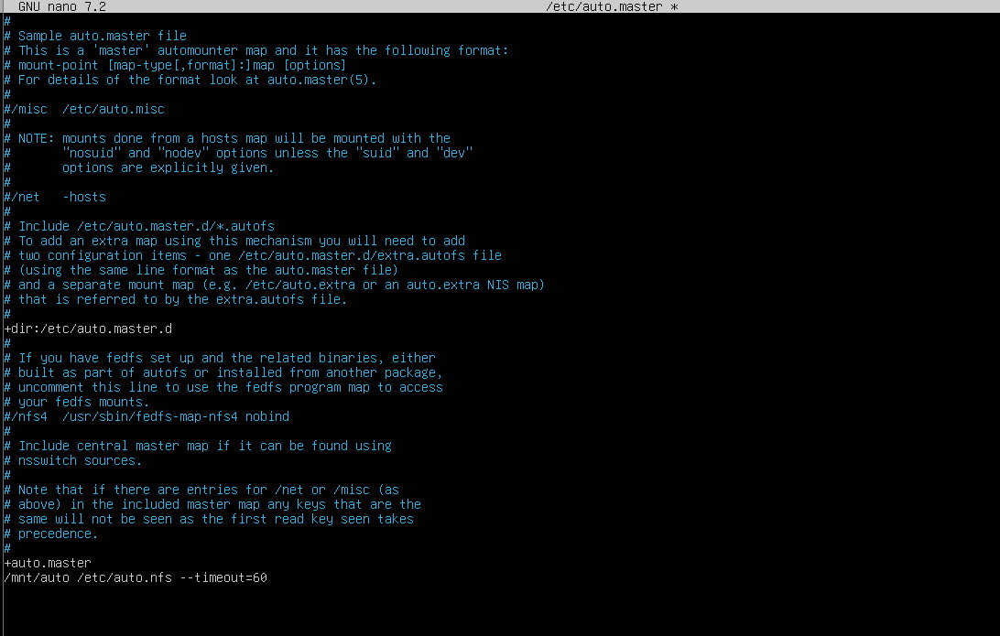 GNU nano 7.2 /etc/auto.master *
#
# Sample auto.master file
# This is a 'master' automounter map and it has the following format:
# mount-point [map-type[,format]:]map [options]
# For details of the format look at auto.master(5).
#
#/misc  /etc/auto.misc
#
# NOTE: mounts done from a hosts map will be mounted with the
#       "nosuid" and "nodev" options unless the "suid" and "dev"
#       options are explicitly given.
#
#/net   -hosts
#
# Include /etc/auto.master.d/*.autofs
# To add an extra map using this mechanism you will need to add
# two configuration items - one /etc/auto.master.d/extra.autofs file
# (using the same line format as the auto.master file)
# and a separate mount map (e.g. /etc/auto.extra or an auto.extra NIS map)
# that is referred to by the extra.autofs file.
#
+dir:/etc/auto.master.d
#
# If you have fedfs set up and the related binaries, either
# built as part of autofs or installed from another package,
# uncomment this line to use the fedfs program map to access
# your fedfs mounts.
#/nfs4  /usr/sbin/fedfs-map-nfs4 nobind
#
# Include central master map if it can be found using
# nsswitch sources.
#
# Note that if there are entries for /net or /misc (as
# above) in the included master map any keys that are the
# same will not be seen as the first read key seen takes
# precedence.
#
+auto.master
/mnt/auto /etc/auto.nfs --timeout=60